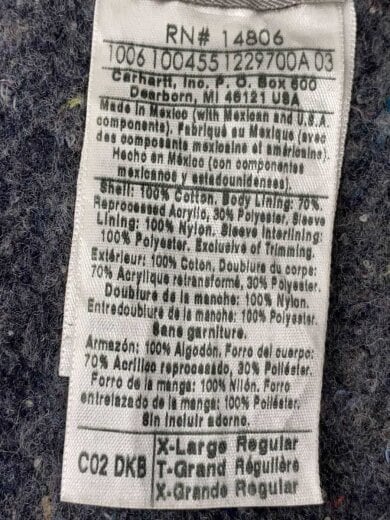 RN# 14806
1006 1004551229700A 03
Carhartt, Inc. P. O. Box 600
Dearborn, MI 48121 USA
Made in Mexico (with Mexican and U.S.A.
components). Fabriqué au Mexique (avec
des composants mexicains et américains).
Hecho en México (con componentes
mexicanos y estadounidenses).
Shell: 100% Cotton. Body Lining: 70%
Reprocessed Acrylic, 30% Polyester. Sleeve
Lining: 100% Nylon. Sleeve Interlining:
100% Polyester. Exclusive of Trimming.
Extérieur: 100% Coton. Doublure du corps:
70% Acrylique retransformé, 30% Polyester.
Doublure de la manche: 100% Nylon.
Entredoublure de la manche: 100% Polyester.
Sans garniture.
Armazón: 100% Algodón. Forro del cuerpo:
70% Acrílico reprocesado, 30% Poliéster.
Forro de la manga: 100% Nilón. Forro
entrelazado de la manga: 100% Poliéster.
Sin incluir adorno.
C02 DKB
X-Large Regular
T-Grand Régulière
X-Grande Regular